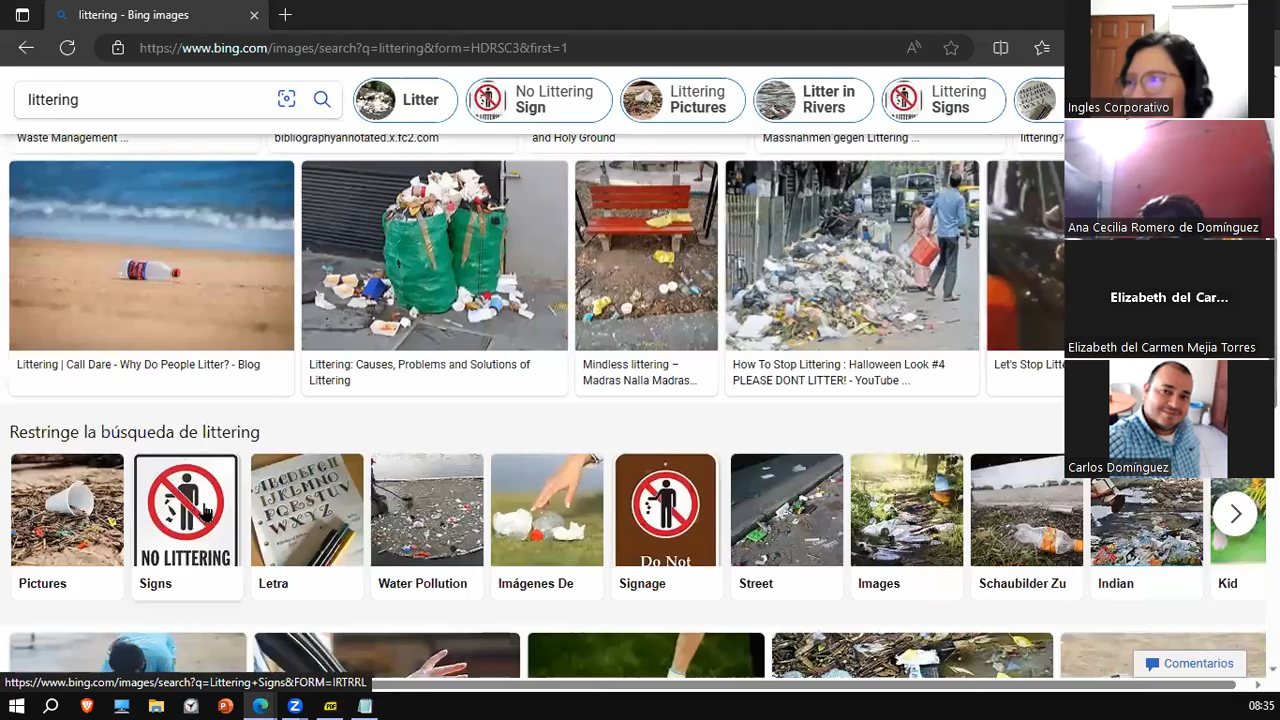 littering - Bing images
https://www.bing.com/images/search?q=littering&form=HDRSC3&first=1
littering
Litter
No Littering
Sign
Littering
Pictures
Litter in
Rivers
Littering
Signs
Waste Management ...
bibliographyannotated.x.fc2.com
and Holy Ground
Massnahmen gegen Littering ...
littering?
Littering | Call Dare - Why Do People Litter? - Blog
Littering: Causes, Problems and Solutions of
Littering
Mindless littering –
Madras Nalla Madras...
How To Stop Littering : Halloween Look #4
PLEASE DONT LITTER! - YouTube ...
Let's Stop Litte
Restringe la búsqueda de littering
NO LITTERING
ABCDEFG
HIJKLMNO
PQRSTUV
WXYZ
Do Not
Pictures
Signs
Letra
Water Pollution
Imágenes De
Signage
Street
Images
Schaubilder Zu
Indian
Kid
Comentarios
https://www.bing.com/images/search?q=Littering+Signs&FORM=IRTRRL
08:35
Ingles Corporativo
Ana Cecilia Romero de Domínguez
Elizabeth del Car...
Elizabeth del Carmen Mejia Torres
Carlos Domínguez